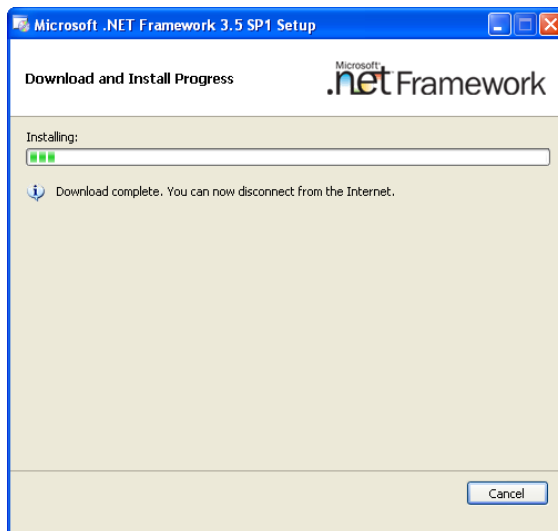 Microsoft .NET Framework 3.5 SP1 Setup
Download and Install Progress
Microsoft
.net Framework
Installing:
Download complete. You can now disconnect from the Internet.
Cancel